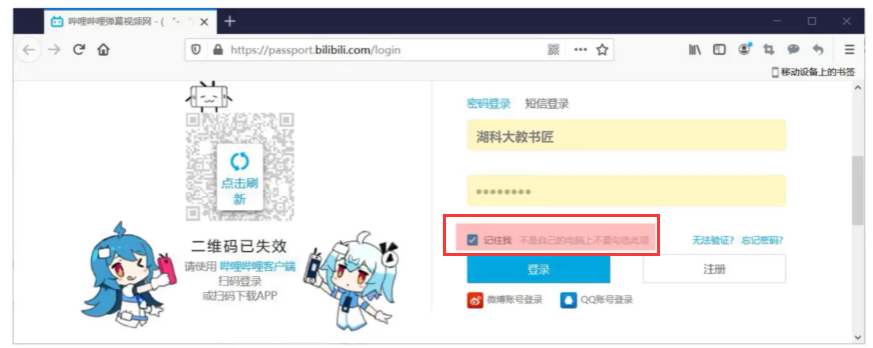 哔哩哔哩弹幕视频网 - ( ゜-
https://passport.bilibili.com/login
移动设备上的书签
密码登录 短信登录
湖科大教书匠
••••••••
点击刷
新
二维码已失效
请使用 哔哩哔哩客户端
扫码登录
或扫码下载APP
记住我 不是自己的电脑上不要勾选此项
无法验证? 忘记密码?
登录 注册
微博账号登录 QQ账号登录